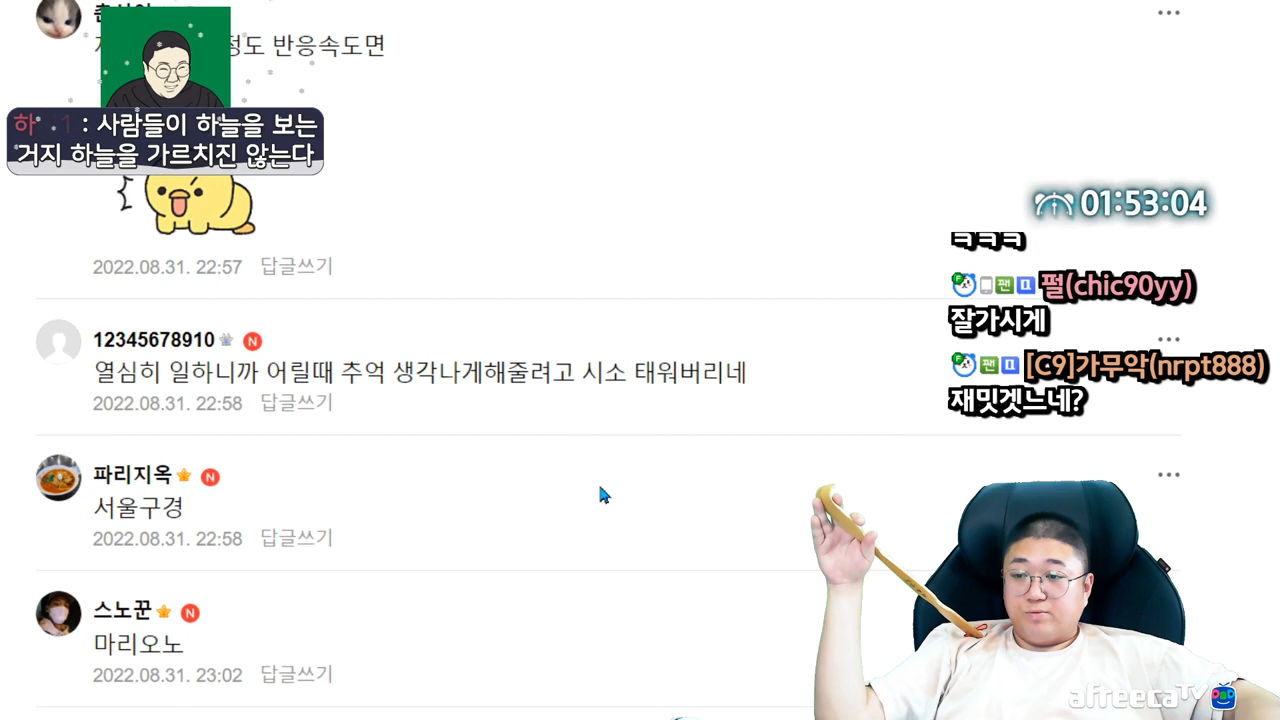 정도 반응속도면
하
: 사람들이 하늘을 보는
거지 하늘을 가르치진 않는다
2022.08.31. 22:57 답글쓰기
12345678910 N
열심히 일하니까 어릴때 추억 생각나게해줄려고 시소 태워버리네
2022.08.31. 22:58 답글쓰기
파리지옥 N
서울구경
2022.08.31. 22:58 답글쓰기
스노꾼 N
마리오노
2022.08.31. 23:02 답글쓰기
01:53:04
ㅋㅋㅋ
F 팬 펄(chic90yy)
잘가시게
F 팬 [C9]가무악(nrpt888)
재밋겟느네?
afreecaTV